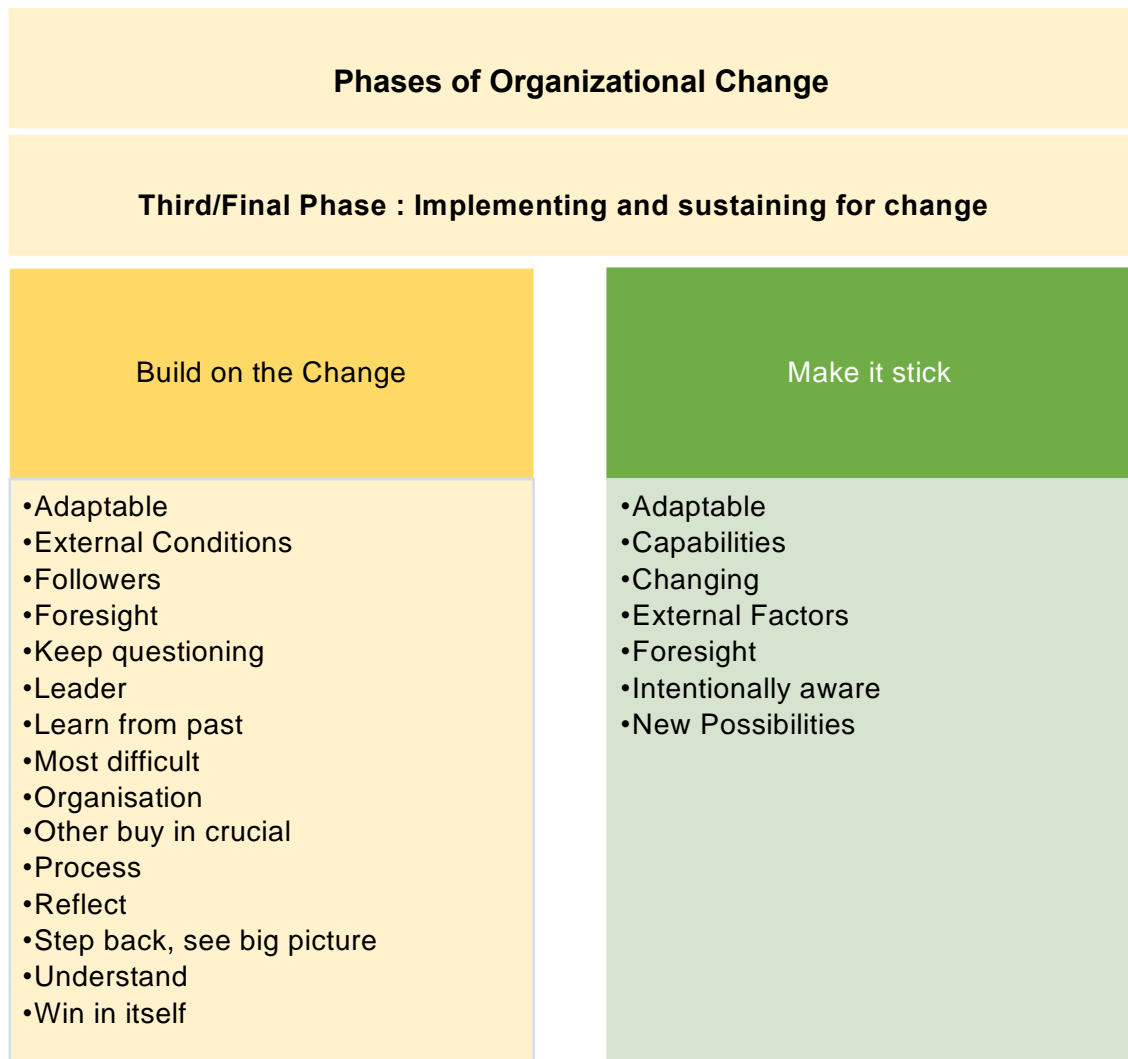 Phases of Organizational Change
Third/Final Phase : Implementing and sustaining for change
Build on the Change
•Adaptable
•External Conditions
•Followers
•Foresight
•Keep questioning
•Leader
•Learn from past
•Most difficult
•Organisation
•Other buy in crucial
•Process
•Reflect
•Step back, see big picture
•Understand
•Win in itself
Make it stick
•Adaptable
•Capabilities
•Changing
•External Factors
•Foresight
•Intentionally aware
•New Possibilities